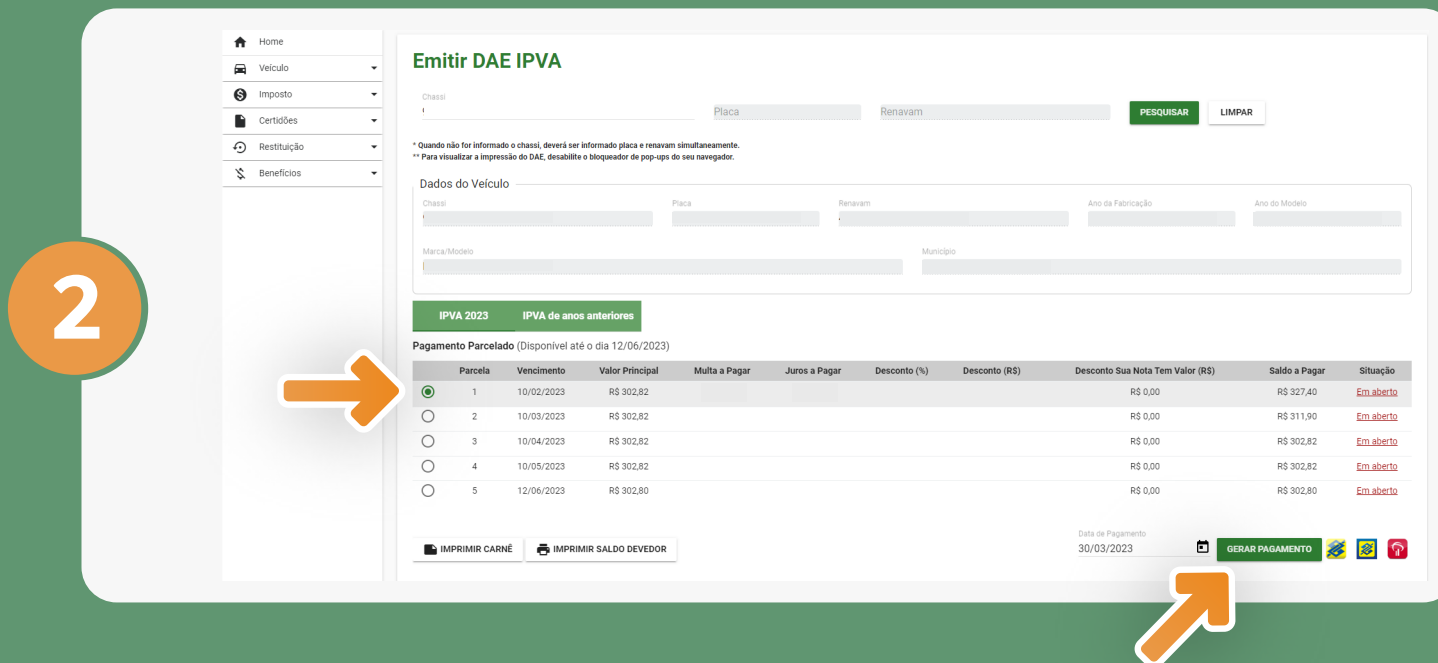 2
Home
Veículo
Imposto
Certidões
Restituição
Benefícios
Emitir DAE IPVA
Chassi
Placa Renavam PESQUISAR LIMPAR
* Quando não for informado o chassi, deverá ser informado placa e renavam simultaneamente.
** Para visualizar a impressão do DAE, desabilite o bloqueador de pop-ups do seu navegador.
Dados do Veículo
Chassi Placa Renavam Ano da Fabricação Ano do Modelo
Marca/Modelo Município
IPVA 2023 IPVA de anos anteriores
Pagamento Parcelado (Disponível até o dia 12/06/2023)
Parcela Vencimento Valor Principal Multa a Pagar Juros a Pagar Desconto (%) Desconto (R$) Desconto Sua Nota Tem Valor (R$) Saldo a Pagar Situação
1 10/02/2023 R$ 302,82 R$ 0,00 R$ 327,40 Em aberto
2 10/03/2023 R$ 302,82 R$ 0,00 R$ 311,90 Em aberto
3 10/04/2023 R$ 302,82 R$ 0,00 R$ 302,82 Em aberto
4 10/05/2023 R$ 302,82 R$ 0,00 R$ 302,82 Em aberto
5 12/06/2023 R$ 302,80 R$ 0,00 R$ 302,80 Em aberto
Data de Pagamento
IMPRIMIR CARNÊ IMPRIMIR SALDO DEVEDOR 30/03/2023 GERAR PAGAMENTO